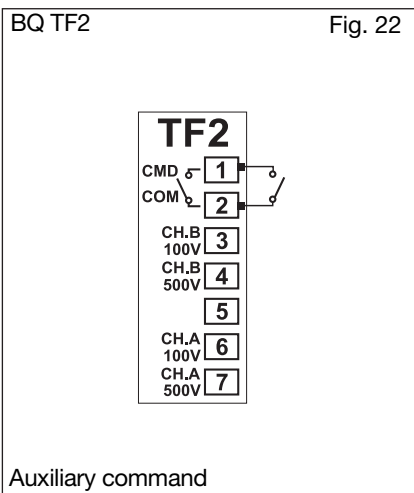 BQ TF2 Fig. 22
TF2
CMD 1
COM 2
CH.B
100V 3
CH.B
500V 4
5
CH.A
100V 6
CH.A
500V 7
Auxiliary command